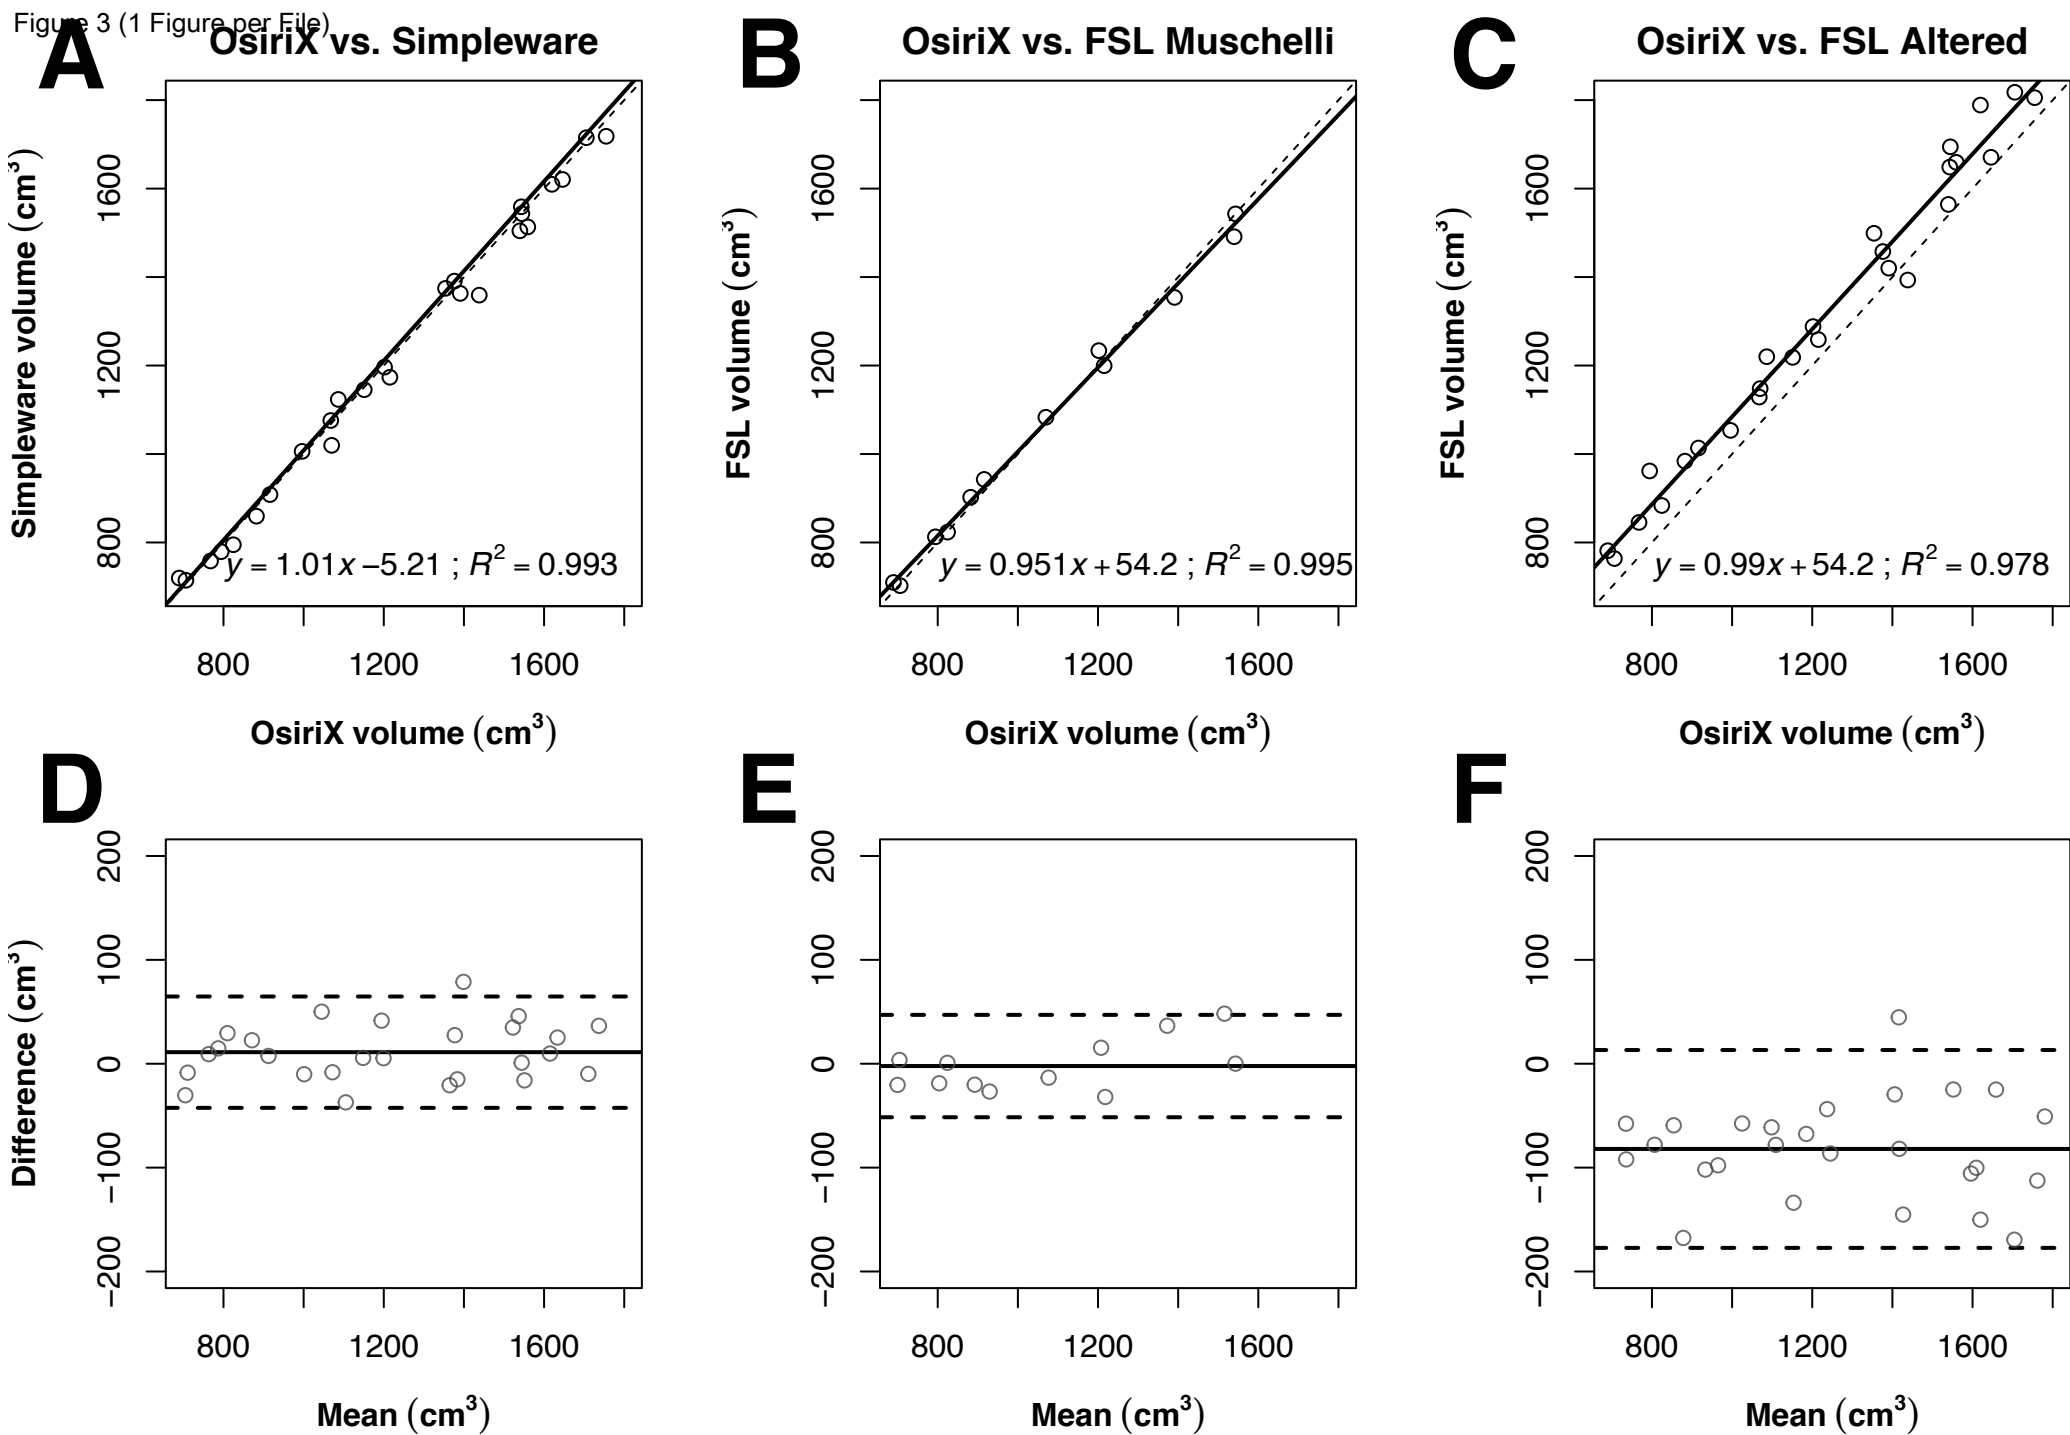 Figure 3 (1 Figure per File)
A
OsiriX vs. Simpleware
Simpleware volume (cm³)
800
1200
1600
y = 1.01x −5.21 ; R² = 0.993
800
1200
1600
OsiriX volume (cm³)
B
OsiriX vs. FSL Muschelli
FSL volume (cm³)
800
1200
1600
y = 0.951x + 54.2 ; R² = 0.995
800
1200
1600
OsiriX volume (cm³)
C
OsiriX vs. FSL Altered
FSL volume (cm³)
800
1200
1600
y = 0.99x + 54.2 ; R² = 0.978
800
1200
1600
OsiriX volume (cm³)
D
Difference (cm³)
−200
−100
0
100
200
800
1200
1600
Mean (cm³)
E
−200
−100
0
100
200
800
1200
1600
Mean (cm³)
F
−200
−100
0
100
200
800
1200
1600
Mean (cm³)